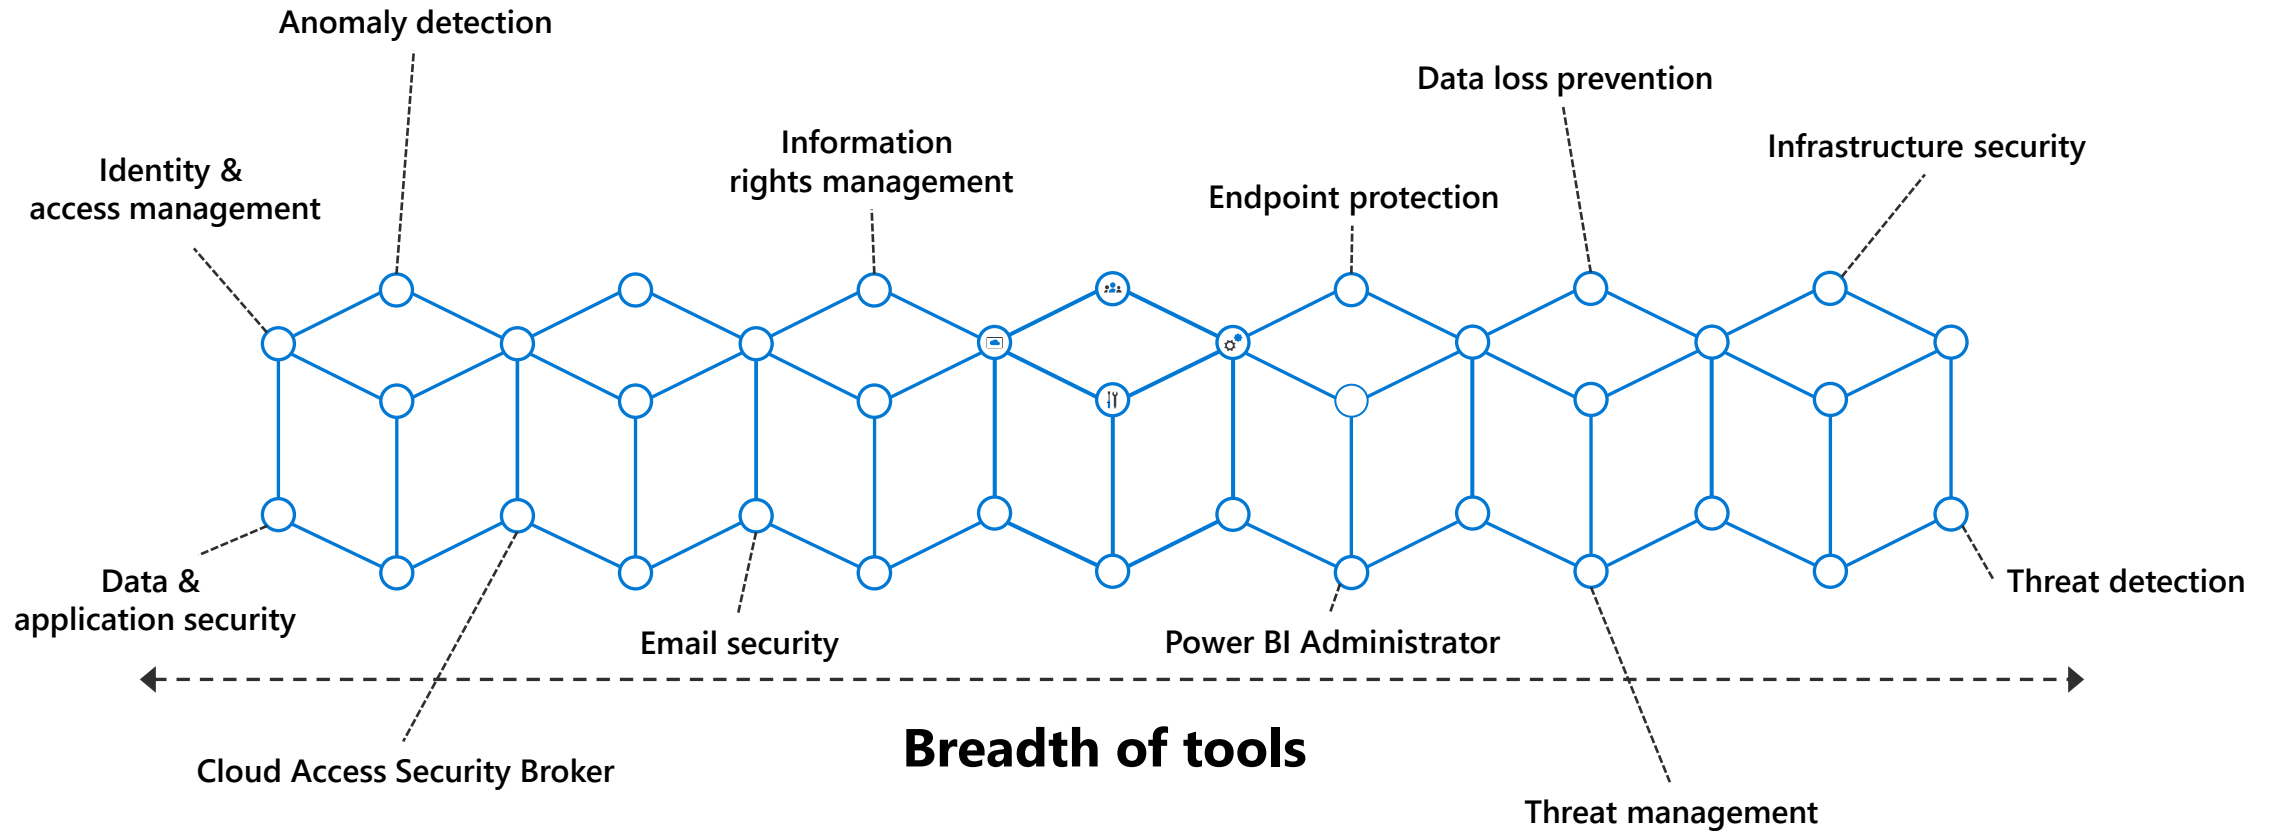 Anomaly detection
Data loss prevention
Information
rights management
Infrastructure security
Identity &
access management
Endpoint protection
Data &
application security
Threat detection
Email security
Power BI Administrator
Breadth of tools
Cloud Access Security Broker
Threat management